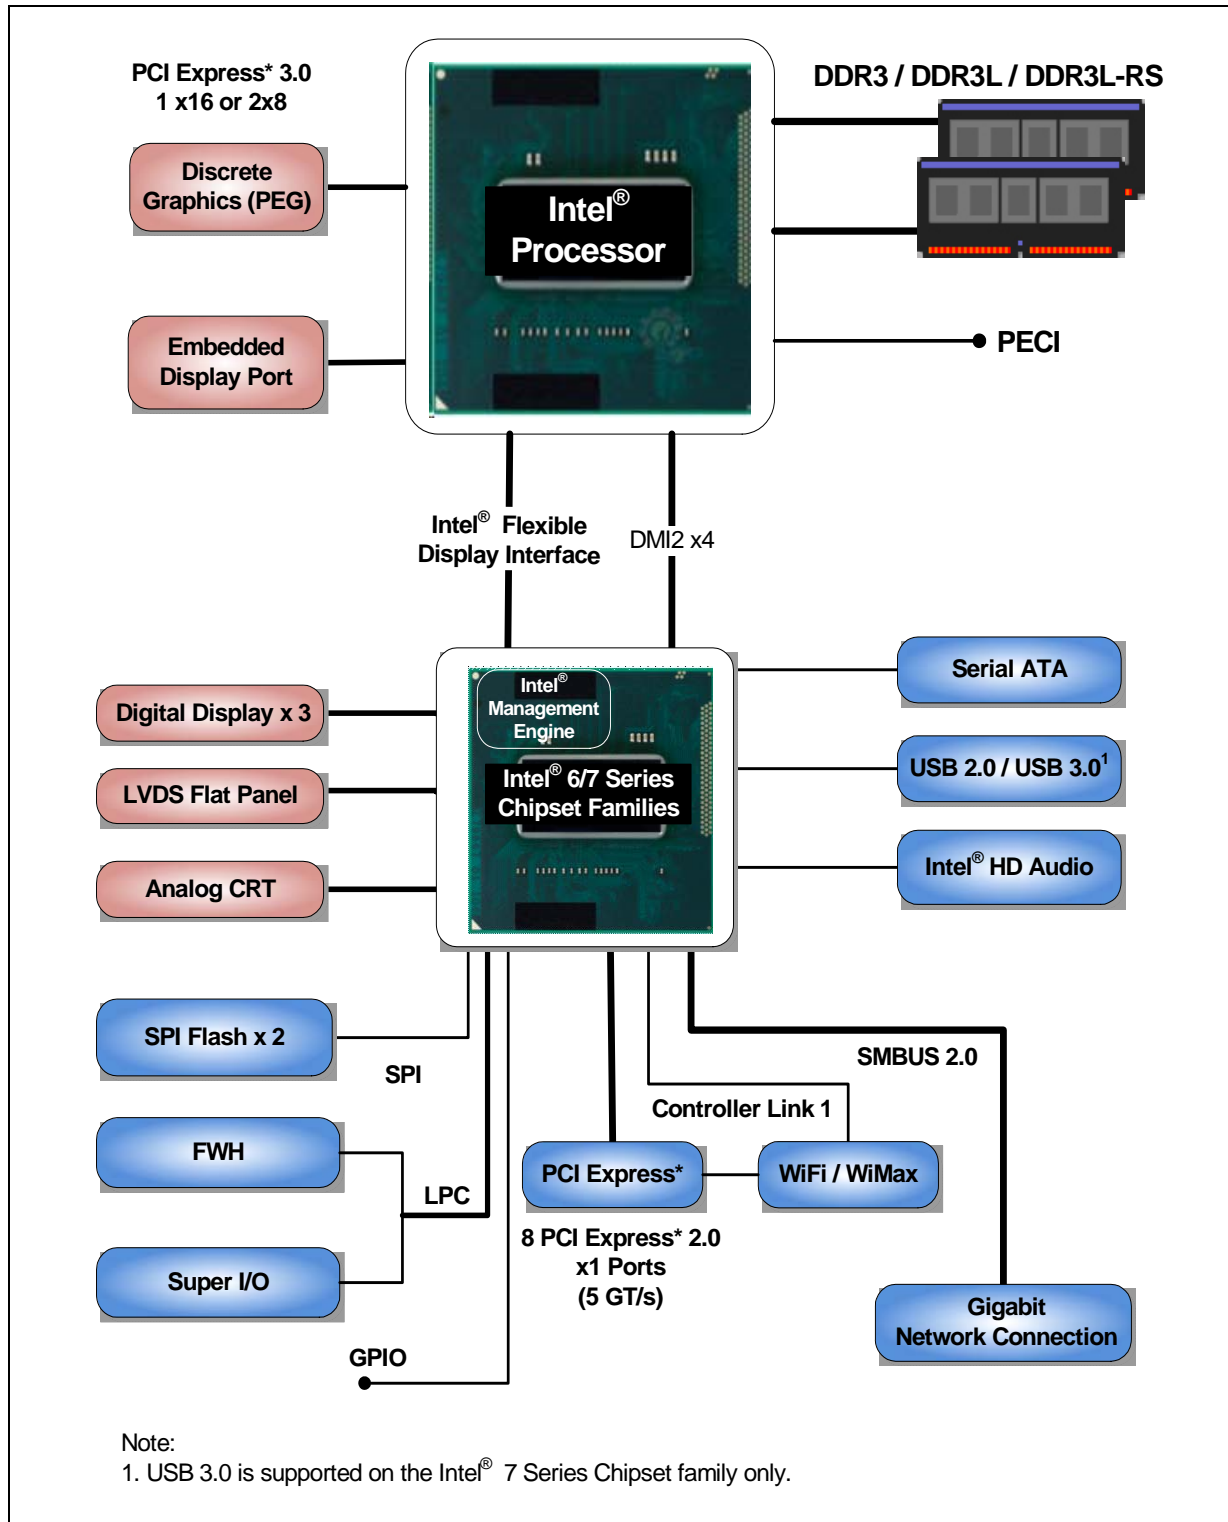 PCI Express* 3.0
1 x16 or 2x8
DDR3 / DDR3L / DDR3L-RS
Discrete
Graphics (PEG)
Intel®
Processor
Embedded
Display Port
PECI
Intel® Flexible
Display Interface
DMI2 x4
Intel®
Management
Engine
Intel® 6/7 Series
Chipset Families
Digital Display x 3
LVDS Flat Panel
Analog CRT
Serial ATA
USB 2.0 / USB 3.0¹
Intel® HD Audio
SPI Flash x 2
SPI
SMBUS 2.0
Controller Link 1
FWH
LPC
PCI Express*
WiFi / WiMax
8 PCI Express* 2.0
x1 Ports
(5 GT/s)
Super I/O
Gigabit
Network Connection
GPIO
Note:
1. USB 3.0 is supported on the Intel® 7 Series Chipset family only.